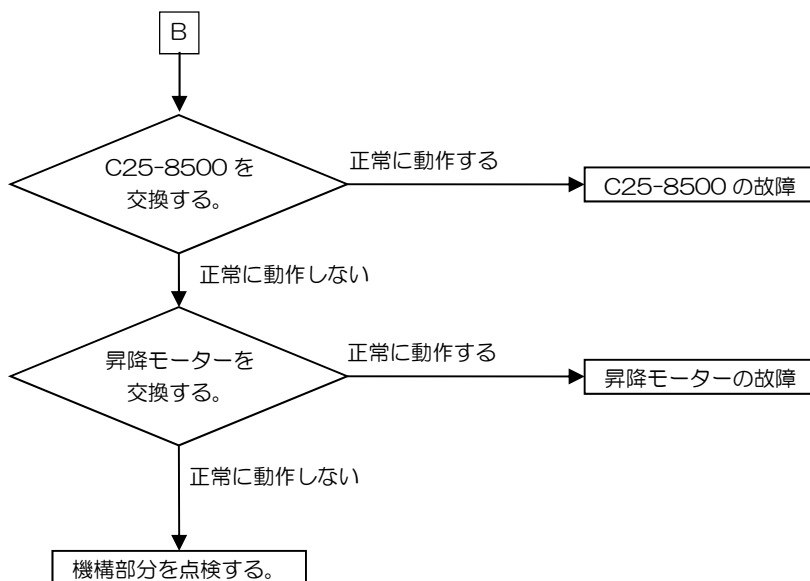 B
C25-8500 を
交換する。
正常に動作する
C25-8500 の故障
正常に動作しない
昇降モーターを
交換する。
正常に動作する
昇降モーターの故障
正常に動作しない
機構部分を点検する。